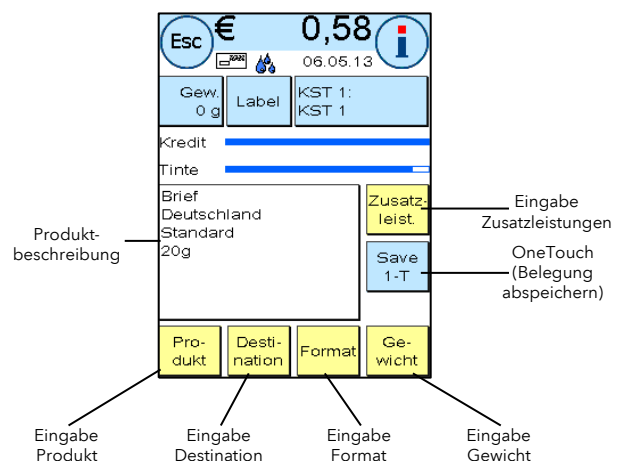 Esc € 0,58 i
06.05.13
Gew.
0 g
Label
KST 1:
KST 1
Kredit
Tinte
Brief
Deutschland
Standard
20g
Zusatz-
leist.
Save
1-T
Pro-
dukt
Desti-
nation
Format
Ge-
wicht
Produkt-
beschreibung
Eingabe
Zusatzleistungen
OneTouch
(Belegung
abspeichern)
Eingabe
Produkt
Eingabe
Destination
Eingabe
Format
Eingabe
Gewicht